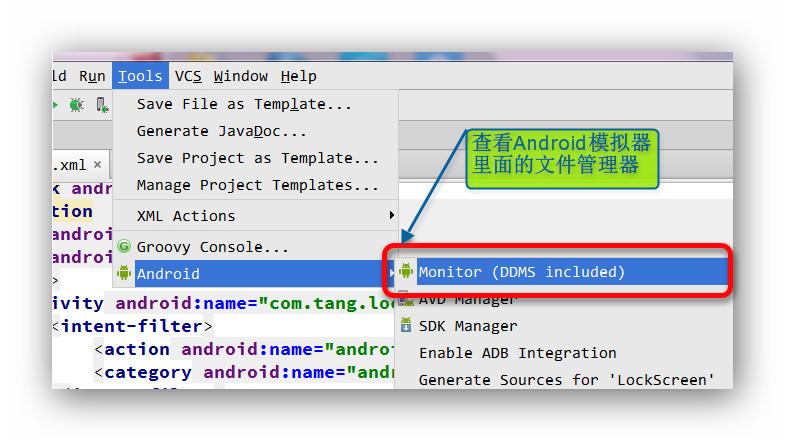 ld Run Tools VCS Window Help
Save File as Template...
Generate JavaDoc...
Save Project as Template...
Manage Project Templates...
XML Actions
Groovy Console...
Android
查看Android模拟器
里面的文件管理器
Monitor (DDMS included)
AVD Manager
SDK Manager
Enable ADB Integration
Generate Sources for 'LockScreen'
.xml ×
k andr
tion
androi
androi
>
ivity android:name="com.tang.loc
<intent-filter>
<action android:name="androi
<category android:name="andr